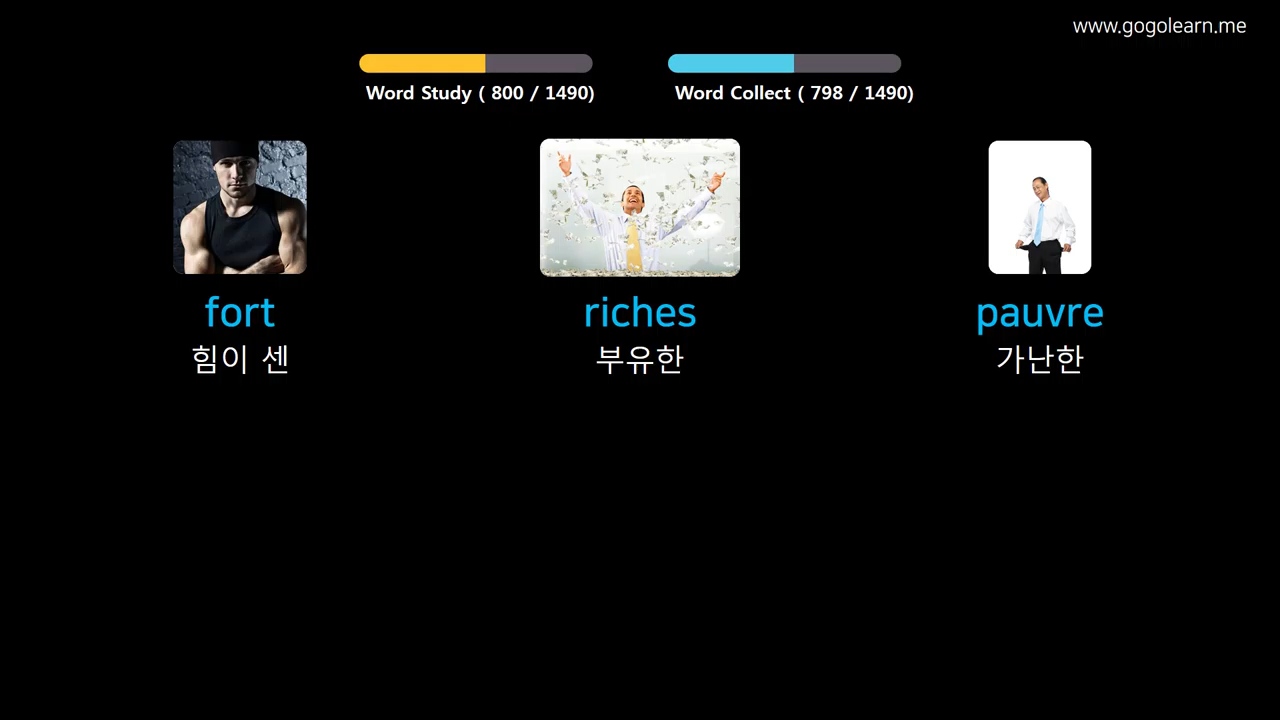 www.gogolearn.me
Word Study ( 800 / 1490)
Word Collect ( 798 / 1490)
fort
riches
pauvre
힘이 센
부유한
가난한